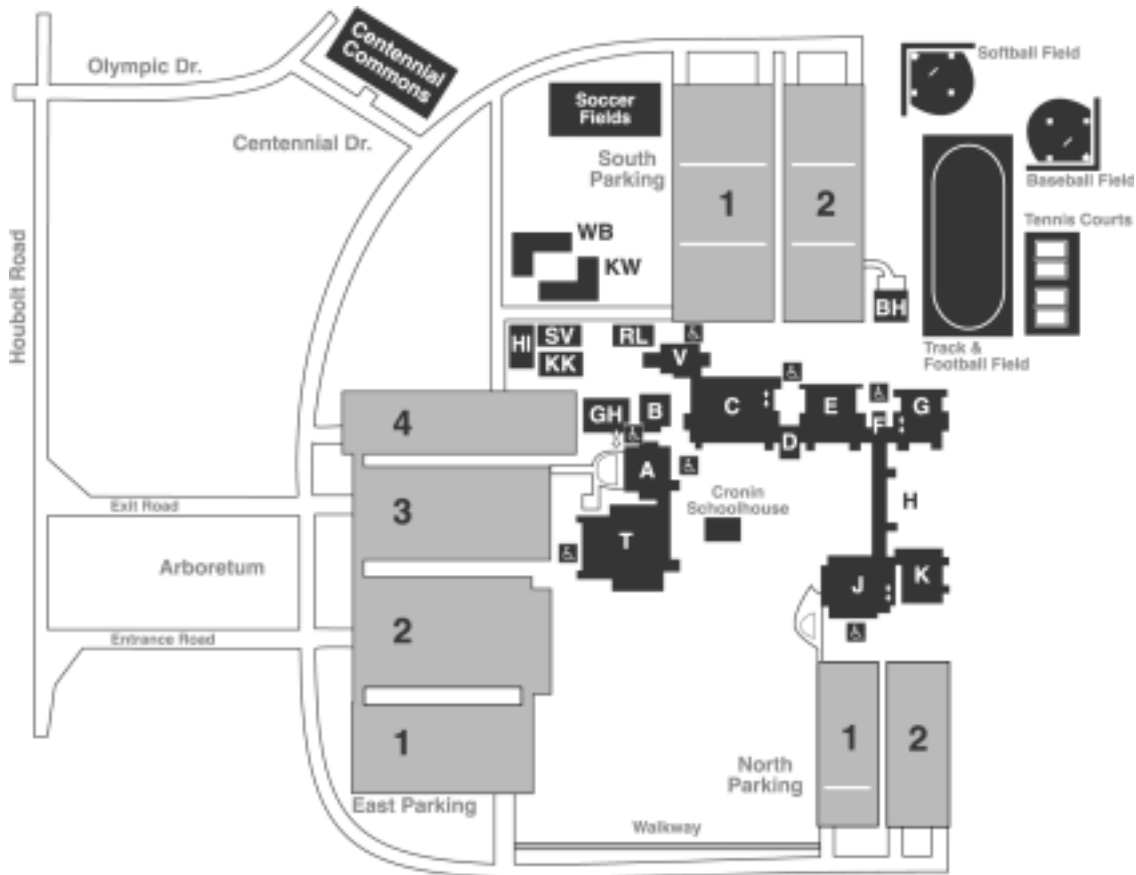 Olympic Dr.
Centennial
Commons
Centennial Dr.
Houbolt Road
Soccer
Fields
South
Parking
1
2
Softball Field
Baseball Field
Tennis Courts
Track &
Football Field
WB
KW
BH
HI
SV
KK
RL
V
C
E
G
F
D
GH
B
A
4
3
2
1
East Parking
Exit Road
Arboretum
Entrance Road
T
Cronin
Schoolhouse
H
J
K
North
Parking
1
2
Walkway